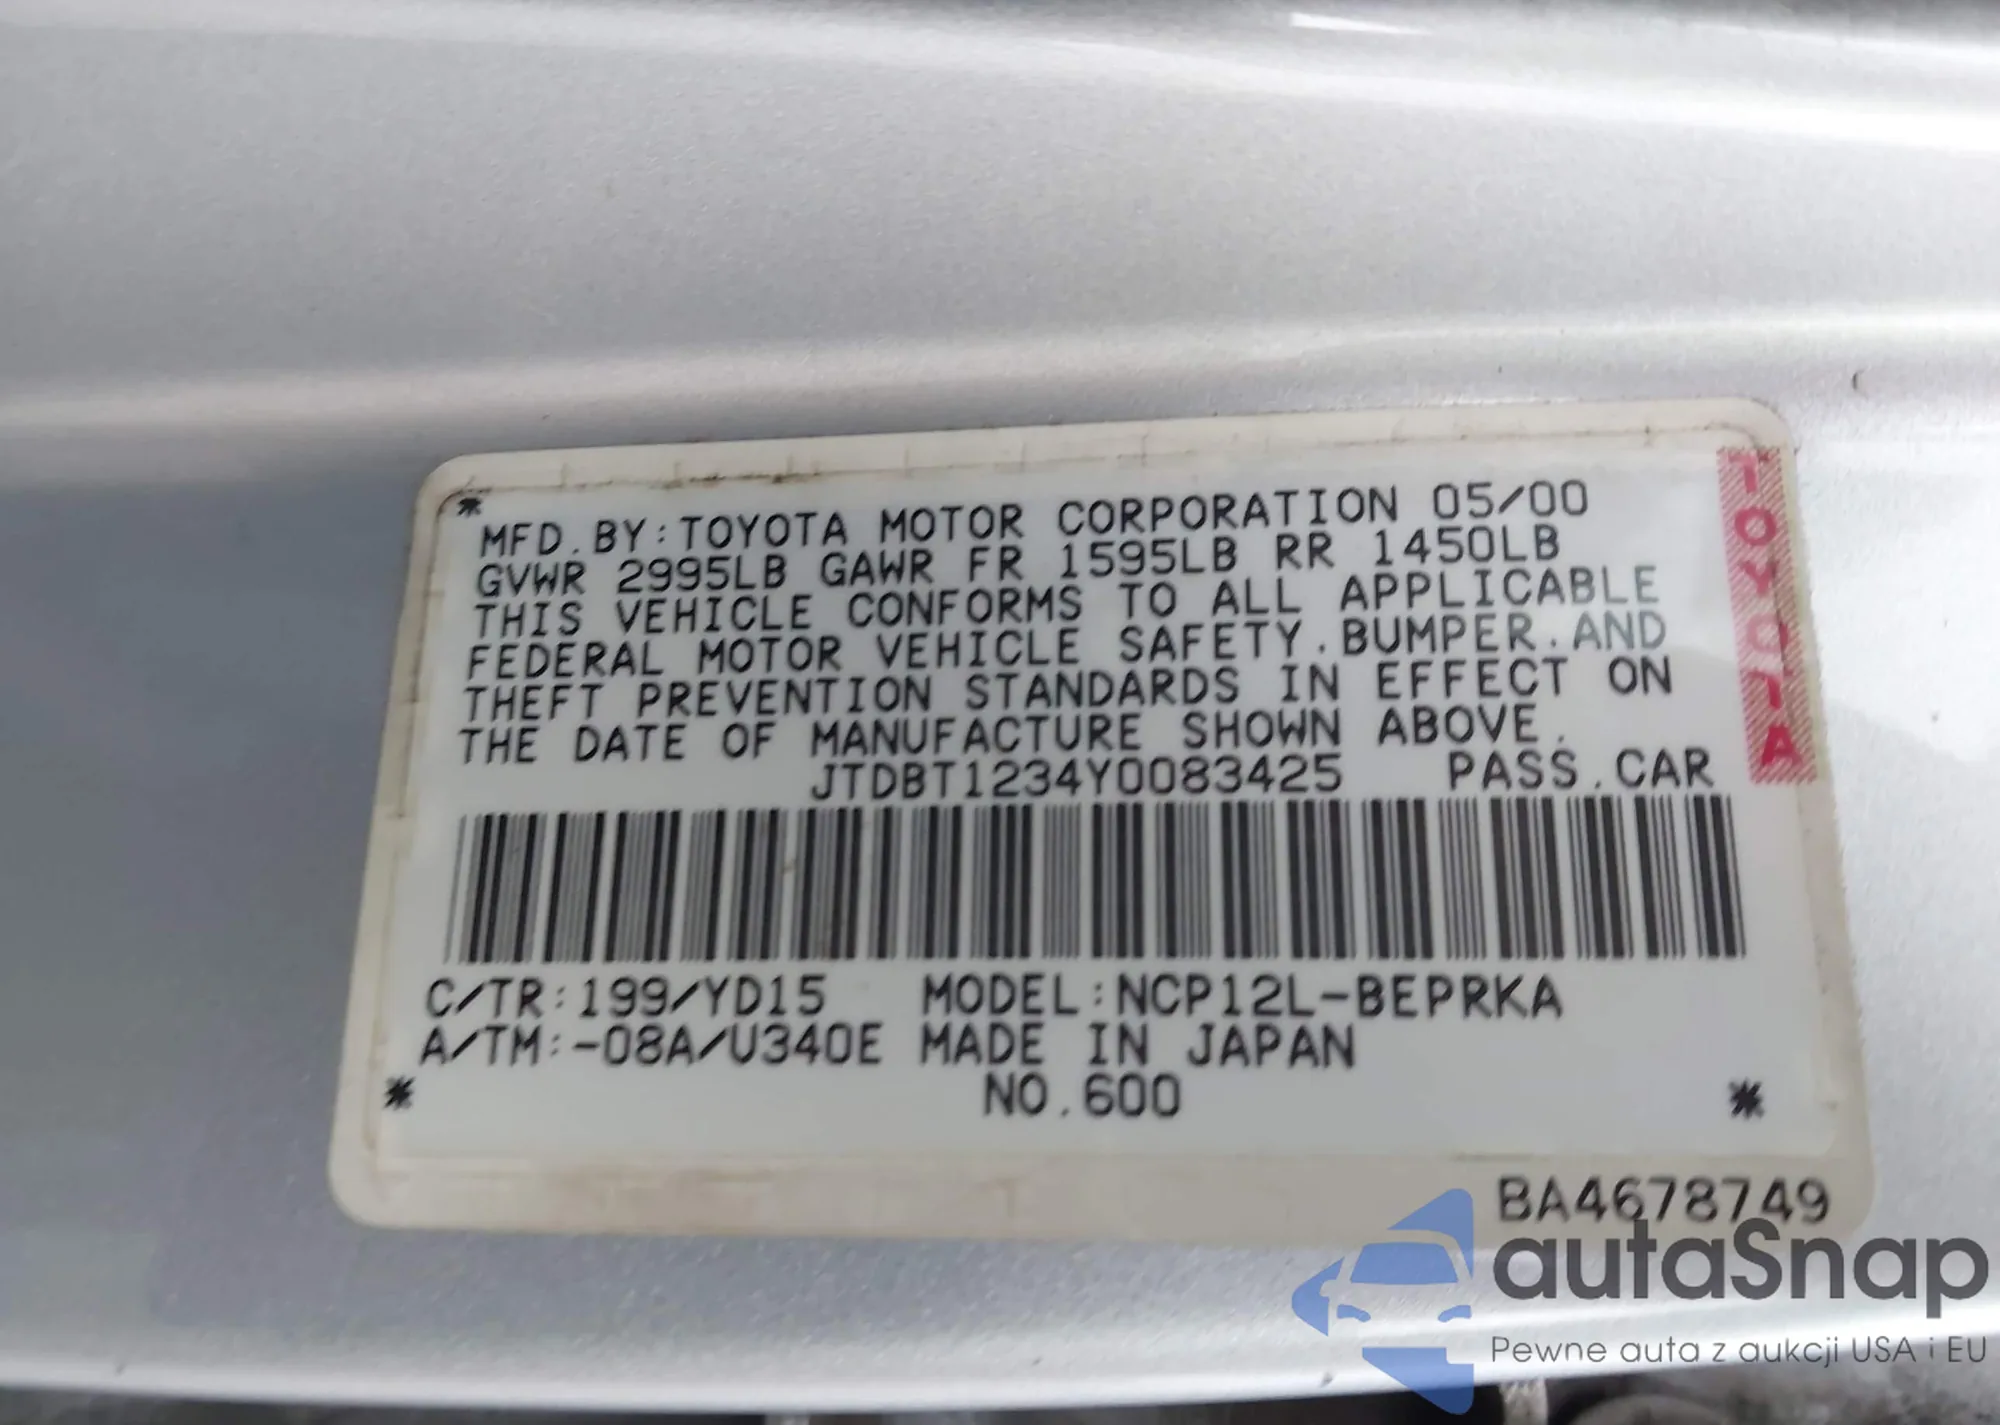 *
MFD.BY:TOYOTA MOTOR CORPORATION 05/00
GVWR 2995LB GAWR FR 1595LB RR 1450LB
THIS VEHICLE CONFORMS TO ALL APPLICABLE
FEDERAL MOTOR VEHICLE SAFETY.BUMPER.AND
THEFT PREVENTION STANDARDS IN EFFECT ON
THE DATE OF MANUFACTURE SHOWN ABOVE.
JTDBT1234Y0083425 PASS.CAR
TOYOTA
C/TR:199/YD15 MODEL:NCP12L-BEPRKA
A/TM:-08A/U340E MADE IN JAPAN
* NO.600 *
BA4678749
autaSnap
Pewne auta z aukcji USA i EU